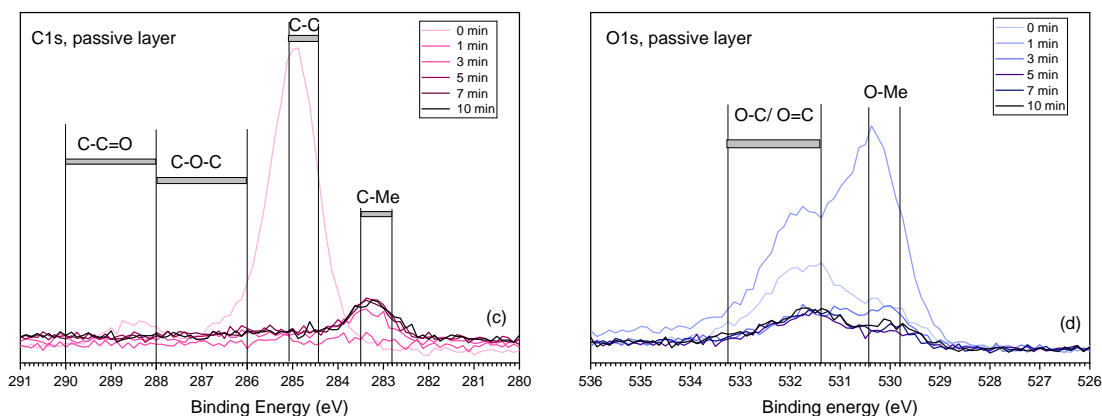 C1s, passive layer
C-C
0 min
1 min
3 min
5 min
7 min
10 min
C-C=O
C-O-C
C-Me
(c)
291 290 289 288 287 286 285 284 283 282 281 280
Binding Energy (eV)
O1s, passive layer
0 min
1 min
3 min
5 min
7 min
10 min
O-C/ O=C
O-Me
(d)
536 535 534 533 532 531 530 529 528 527 526
Binding energy (eV)